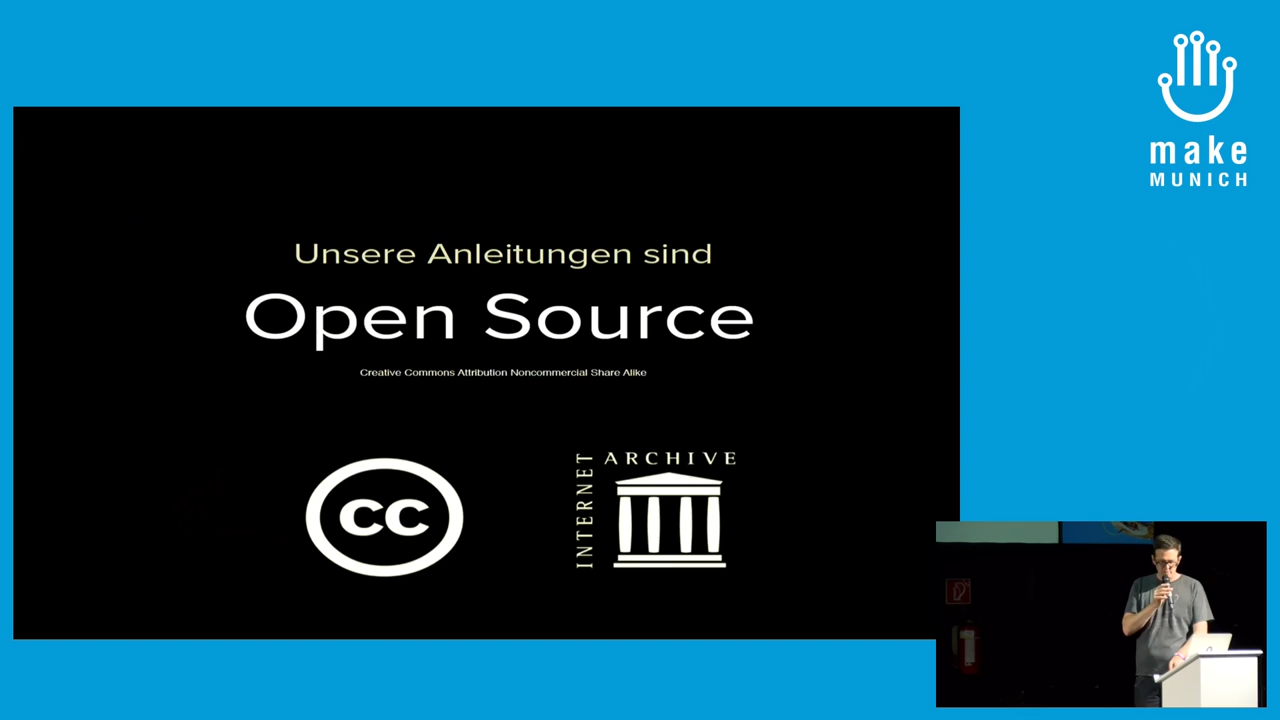 make
MUNICH
Unsere Anleitungen sind
Open Source
Creative Commons Attribution Noncommercial Share Alike
cc
INTERNET
ARCHIVE